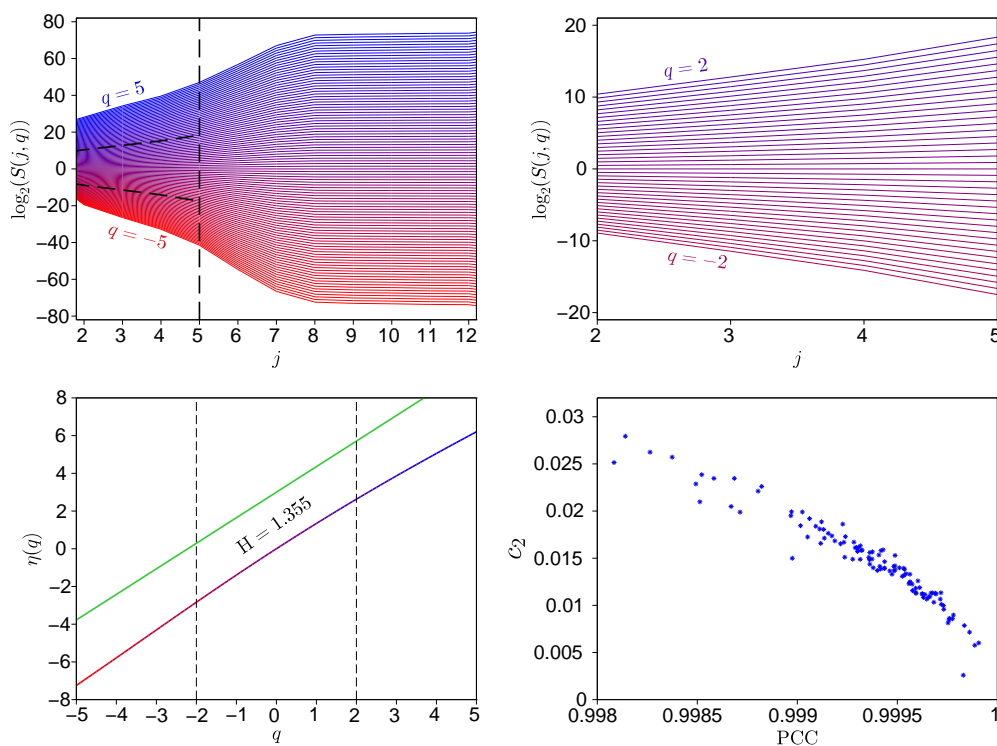 80
60
40
20
0
−20
−40
−60
−80
log₂(S(j, q))
q = 5
q = −5
2 3 4 5 6 7 8 9 10 11 12
j
20
10
0
−10
−20
log₂(S(j, q))
q = 2
q = −2
2 3 4 5
j
8
6
4
2
0
−2
−4
−6
−8
η(q)
H = 1.355
−5 −4 −3 −2 −1 0 1 2 3 4 5
q
0.03
0.025
0.02
0.015
0.01
0.005
0
c₂
0.998 0.9985 0.999 0.9995 1
PCC